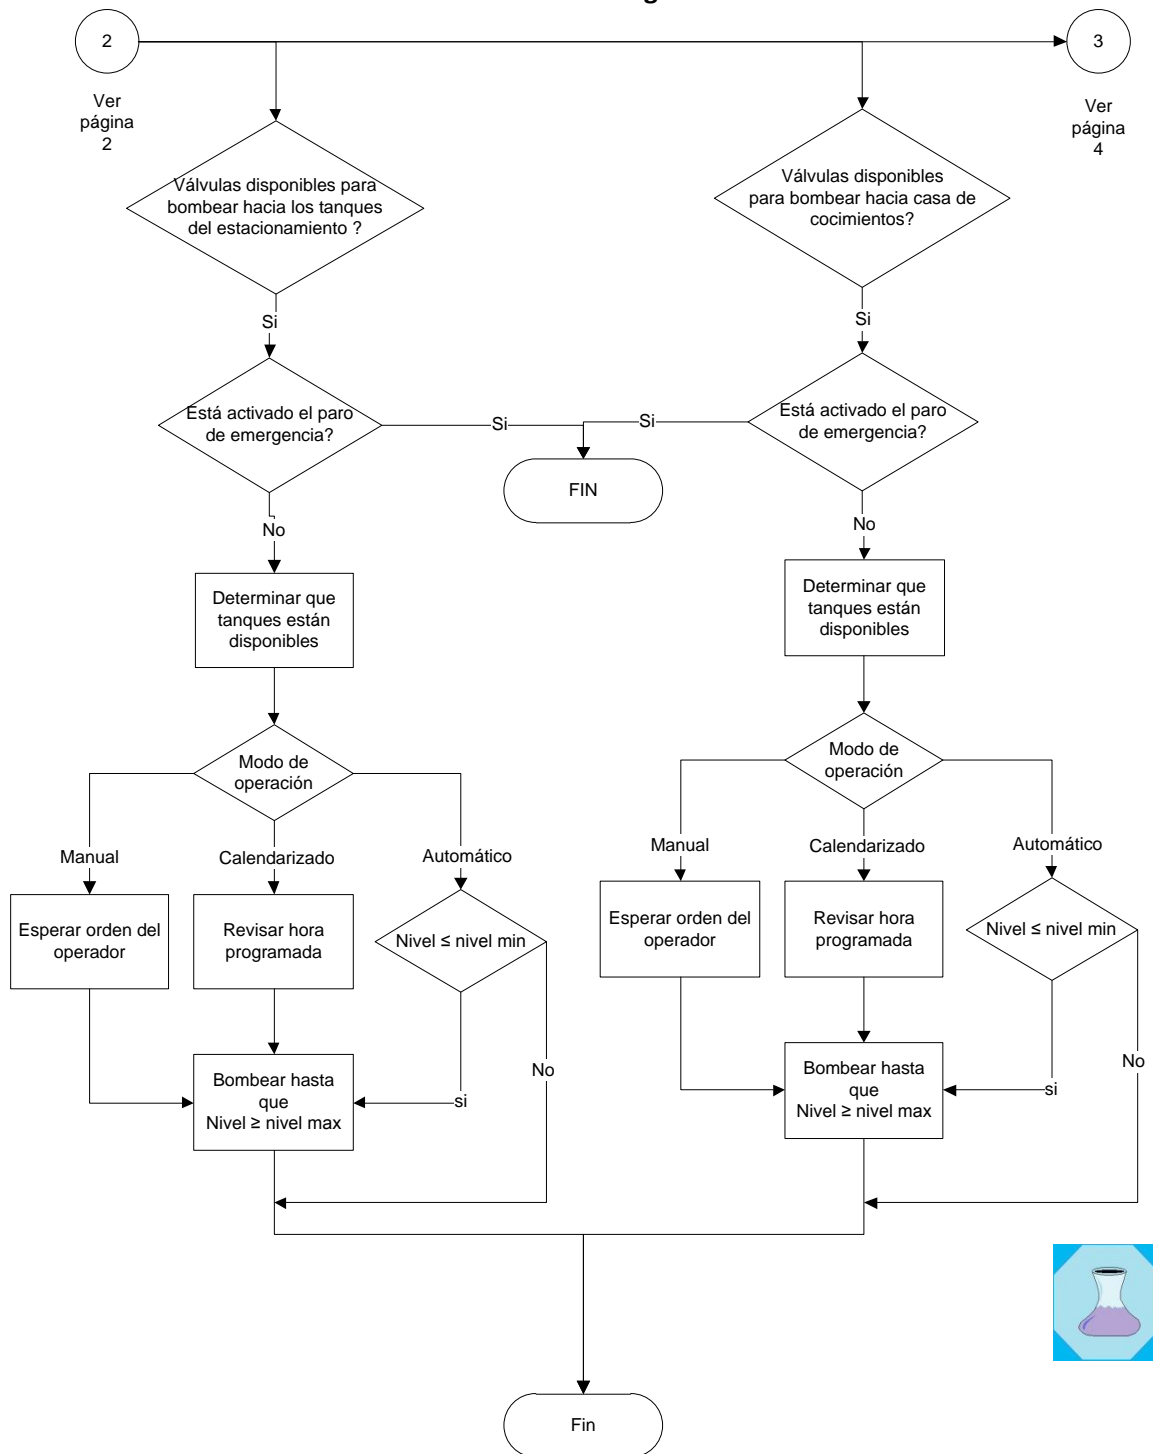 2
3
Ver
página
2
Ver
página
4
Válvulas disponibles para
bombear hacia los tanques
del estacionamiento ?
Válvulas disponibles
para bombear hacia casa de
cocimientos?
Si
Si
Está activado el paro
de emergencia?
Si
Si
Está activado el paro
de emergencia?
FIN
No
No
Determinar que
tanques están
disponibles
Determinar que
tanques están
disponibles
Modo de
operación
Modo de
operación
Manual
Calendarizado
Automático
Manual
Calendarizado
Automático
Esperar orden del
operador
Revisar hora
programada
Nivel ≤ nivel min
Esperar orden del
operador
Revisar hora
programada
Nivel ≤ nivel min
Bombear hasta
que
Nivel ≥ nivel max
si
No
Bombear hasta
que
Nivel ≥ nivel max
si
No
Fin